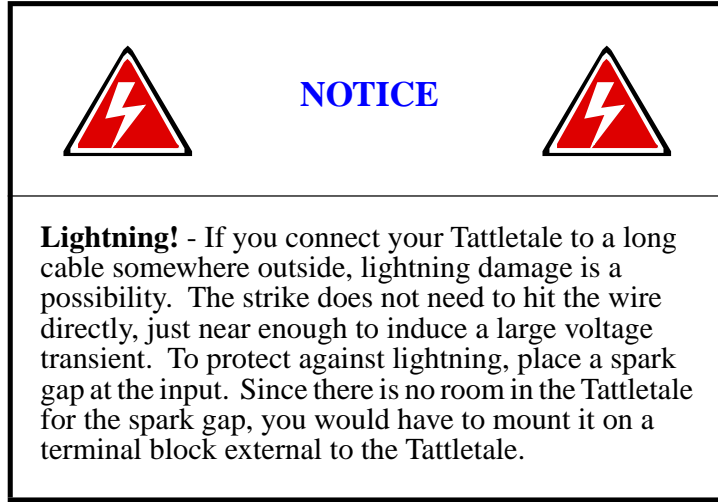 NOTICE
Lightning! - If you connect your Tattletale to a long
cable somewhere outside, lightning damage is a
possibility.  The strike does not need to hit the wire
directly, just near enough to induce a large voltage
transient.  To protect against lightning, place a spark
gap at the input.  Since there is no room in the Tattletale
for the spark gap, you would have to mount it on a
terminal block external to the Tattletale.